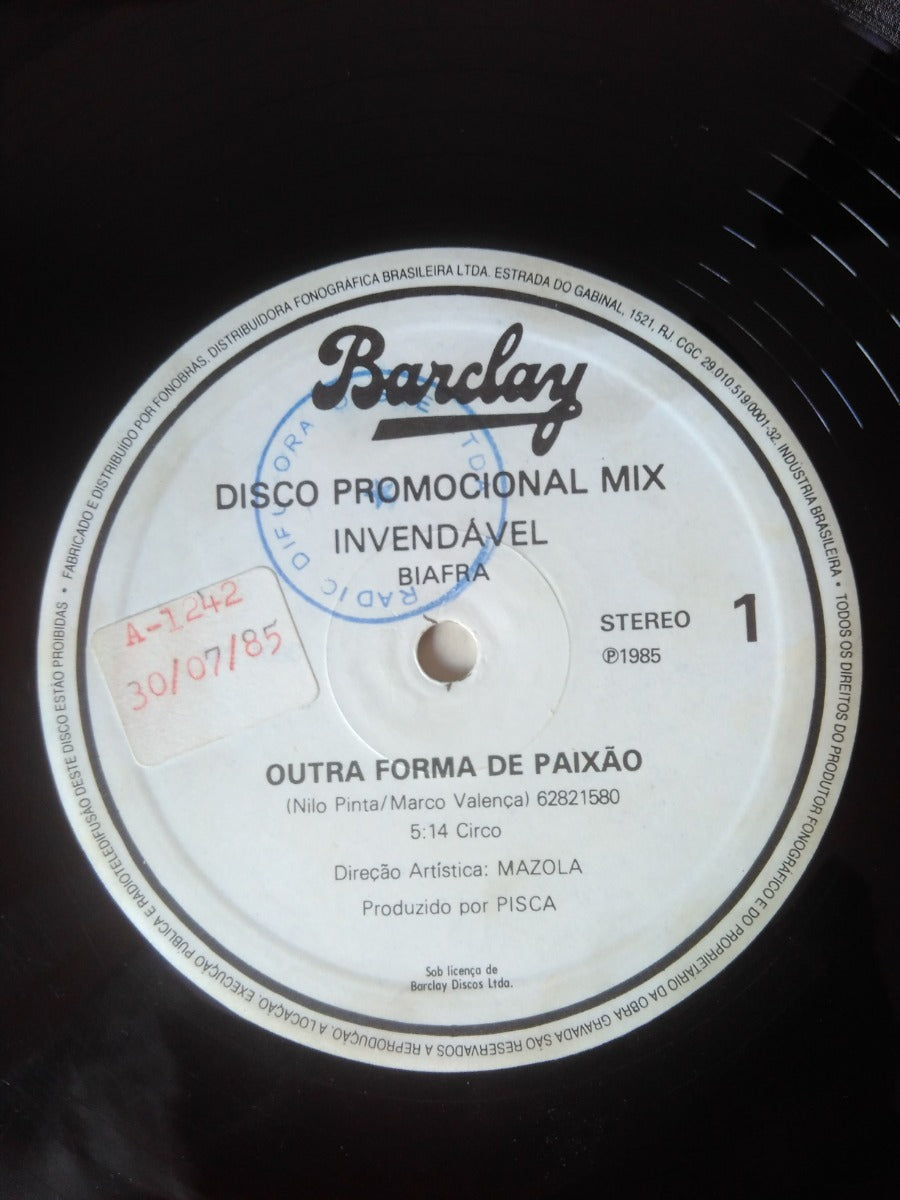 Barclay
DISCO PROMOCIONAL MIX
INVENDÁVEL
BIAFRA
A-1242
30/07/85
STEREO
1
℗1985
OUTRA FORMA DE PAIXÃO
(Nilo Pinta/Marco Valença) 62821580
5:14 Circo
Direção Artística: MAZOLA
Produzido por PISCA
Sob licença de
Barclay Discos Ltda.
• FABRICADO E DISTRIBUIDO POR FONOBRAS. DISTRIBUIDORA FONOGRÁFICA BRASILEIRA LTDA. ESTRADA DO GABINAL, 1521, RJ. CGC 29.010.519/0001-32. INDÚSTRIA BRASILEIRA • TODOS OS DIREITOS DO PRODUTOR FONOGRÁFICO E DO PROPRIETÁRIO DA OBRA GRAVADA SÃO RESERVADOS A REPRODUÇÃO. A LOCAÇÃO, EXECUÇÃO PÚBLICA E RADIOTELEDIFUSÃO DESTE DISCO ESTÃO PROIBIDAS
RADIO DIFUSORA LTDA